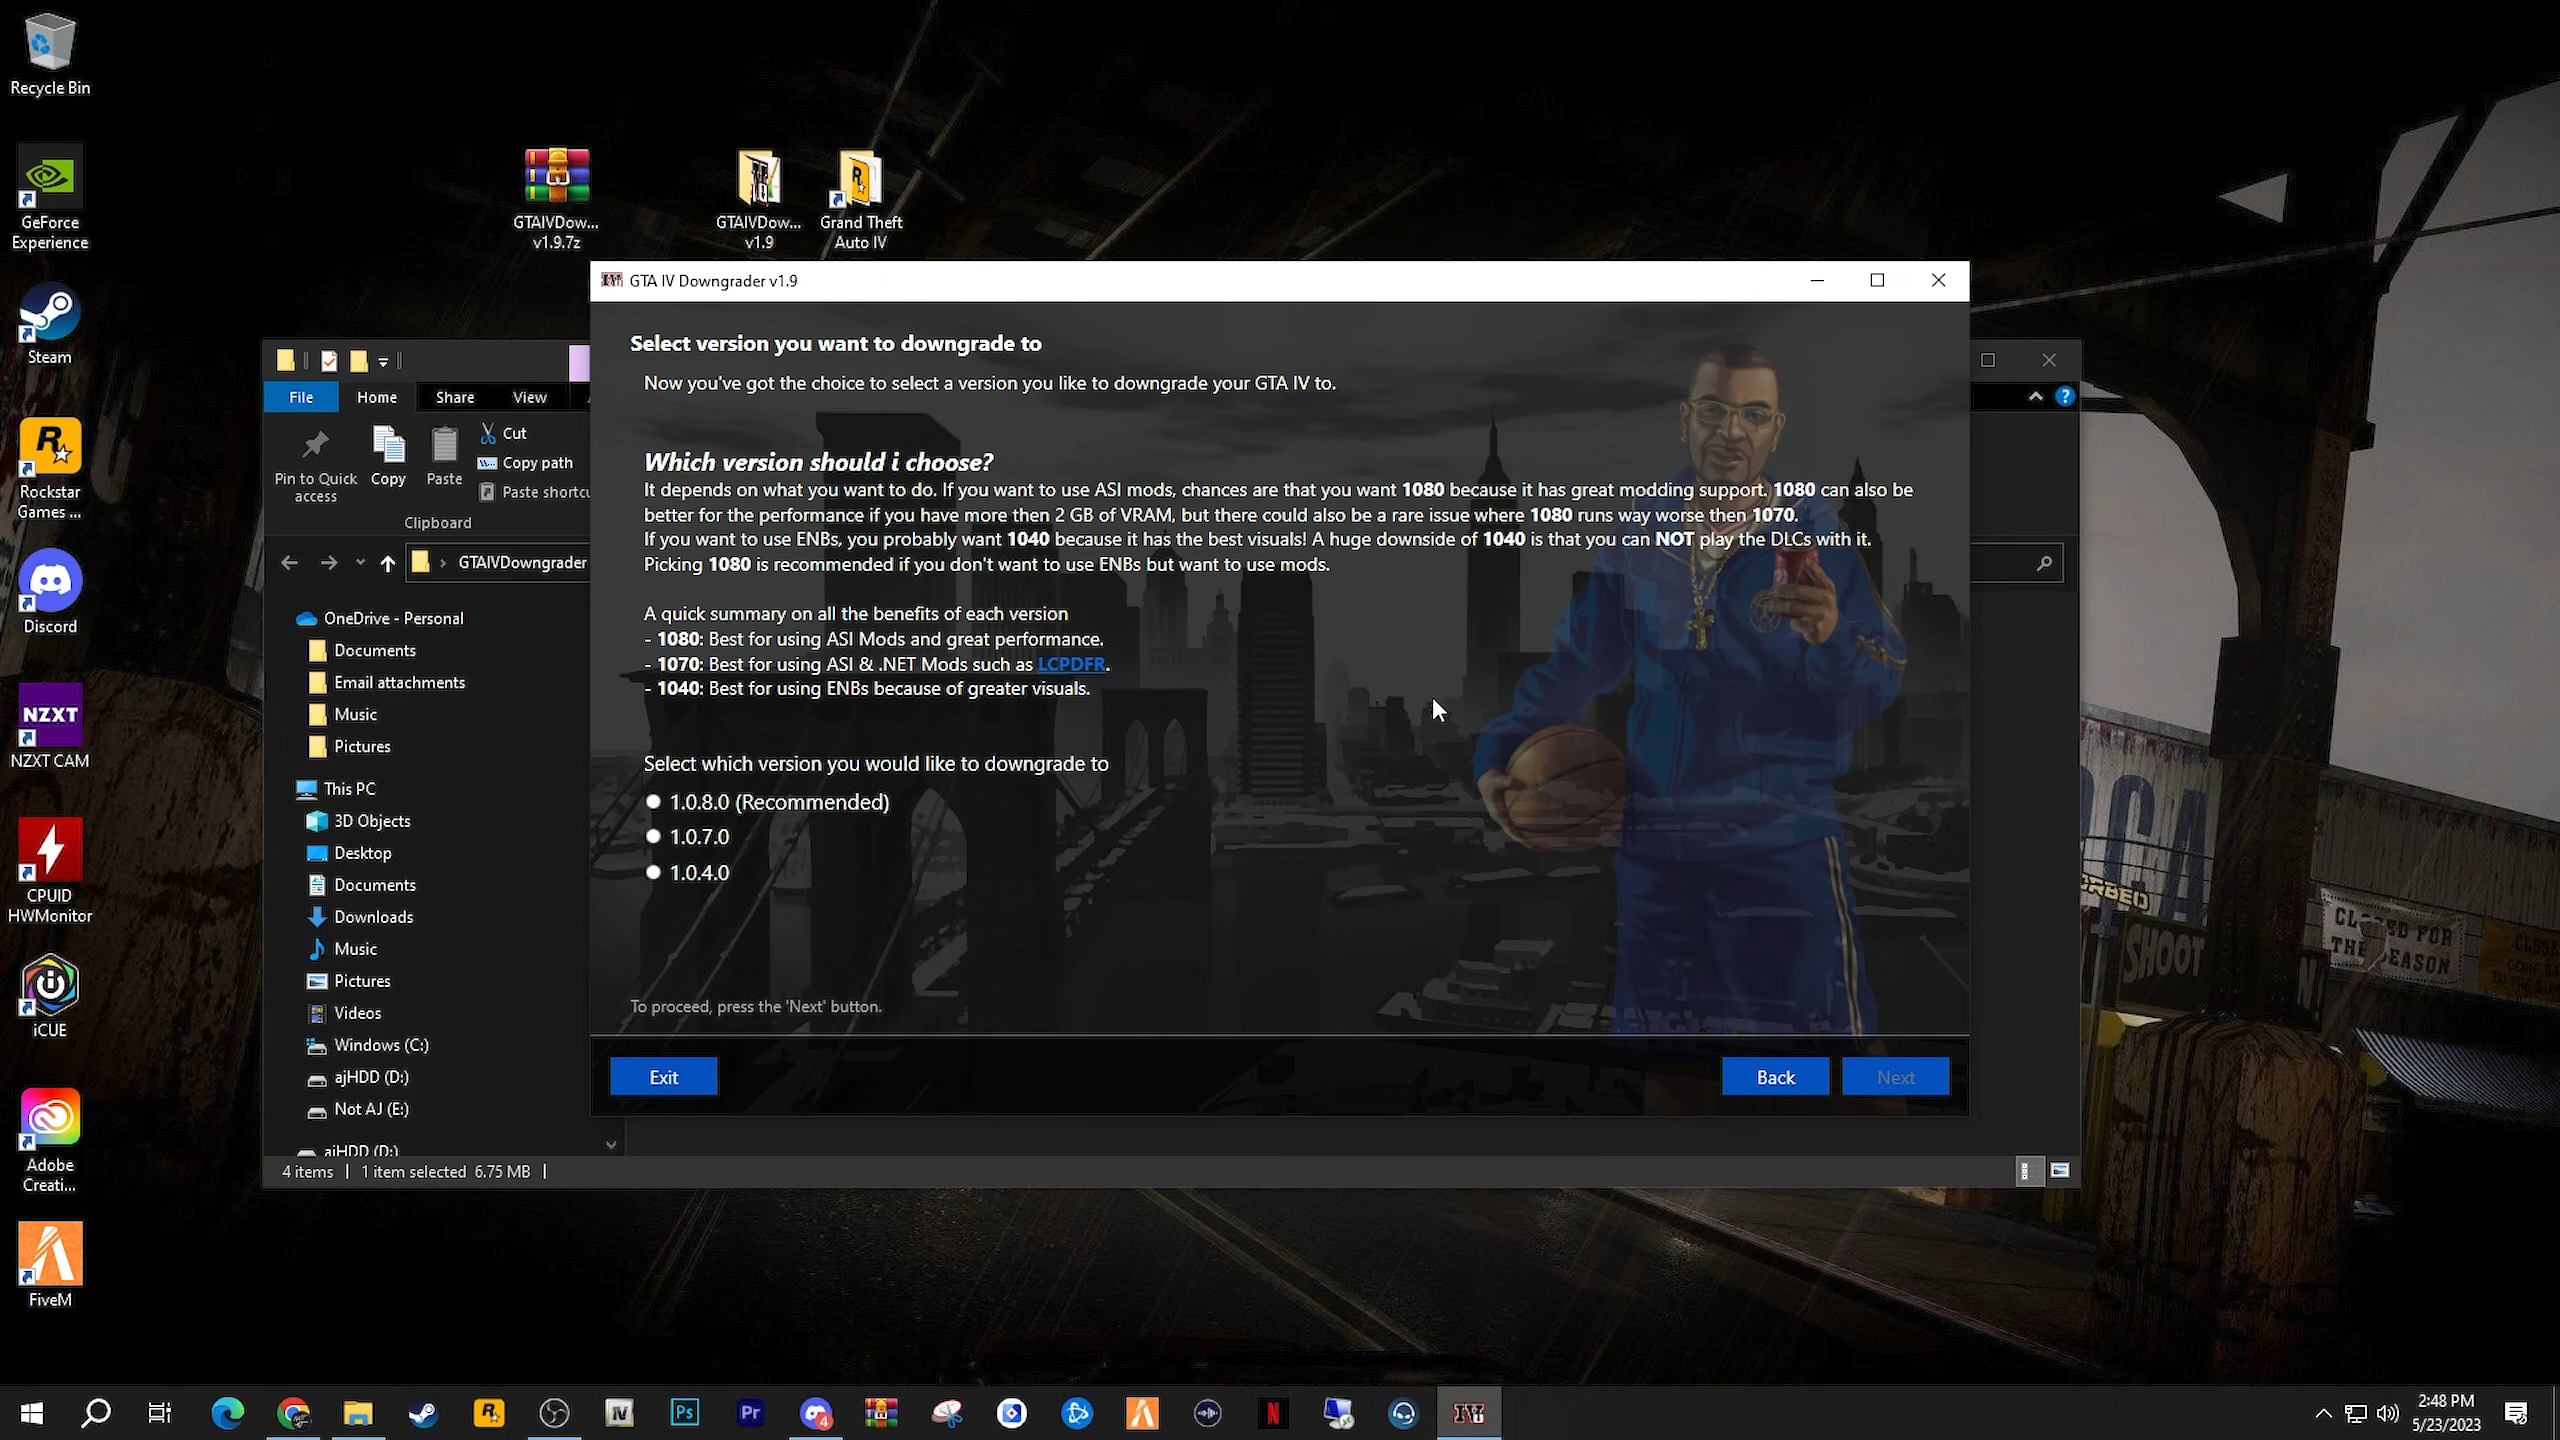 Recycle Bin
GeForce
Experience
Steam
Rockstar
Games ...
Discord
NZXT
NZXT CAM
CPUID
HWMonitor
iCUE
Adobe
Creati...
FiveM
GTAIVDow...
v1.9.7z
GTAIVDow...
v1.9
Grand Theft
Auto IV
File
Home
Share
View
Pin to Quick
access
Copy
Paste
Cut
Copy path
Paste shortcu
Clipboard
GTAIVDowngrader
OneDrive - Personal
Documents
Email attachments
Music
Pictures
This PC
3D Objects
Desktop
Documents
Downloads
Music
Pictures
Videos
Windows (C:)
ajHDD (D:)
Not AJ (E:)
ajHDD (D:)
4 items
1 item selected 6.75 MB
GTA IV Downgrader v1.9
Select version you want to downgrade to
Now you've got the choice to select a version you like to downgrade your GTA IV to.
Which version should i choose?
It depends on what you want to do. If you want to use ASI mods, chances are that you want 1080 because it has great modding support. 1080 can also be
better for the performance if you have more then 2 GB of VRAM, but there could also be a rare issue where 1080 runs way worse then 1070.
If you want to use ENBs, you probably want 1040 because it has the best visuals! A huge downside of 1040 is that you can NOT play the DLCs with it.
Picking 1080 is recommended if you don't want to use ENBs but want to use mods.
A quick summary on all the benefits of each version
- 1080: Best for using ASI Mods and great performance.
- 1070: Best for using ASI & .NET Mods such as LCPDFR.
- 1040: Best for using ENBs because of greater visuals.
Select which version you would like to downgrade to
1.0.8.0 (Recommended)
1.0.7.0
1.0.4.0
To proceed, press the 'Next' button.
Exit
Back
Next
SHOOT
CLOSED FOR
THE SEASON
IV
Ps
Pr
4
N
2:48 PM
5/23/2023